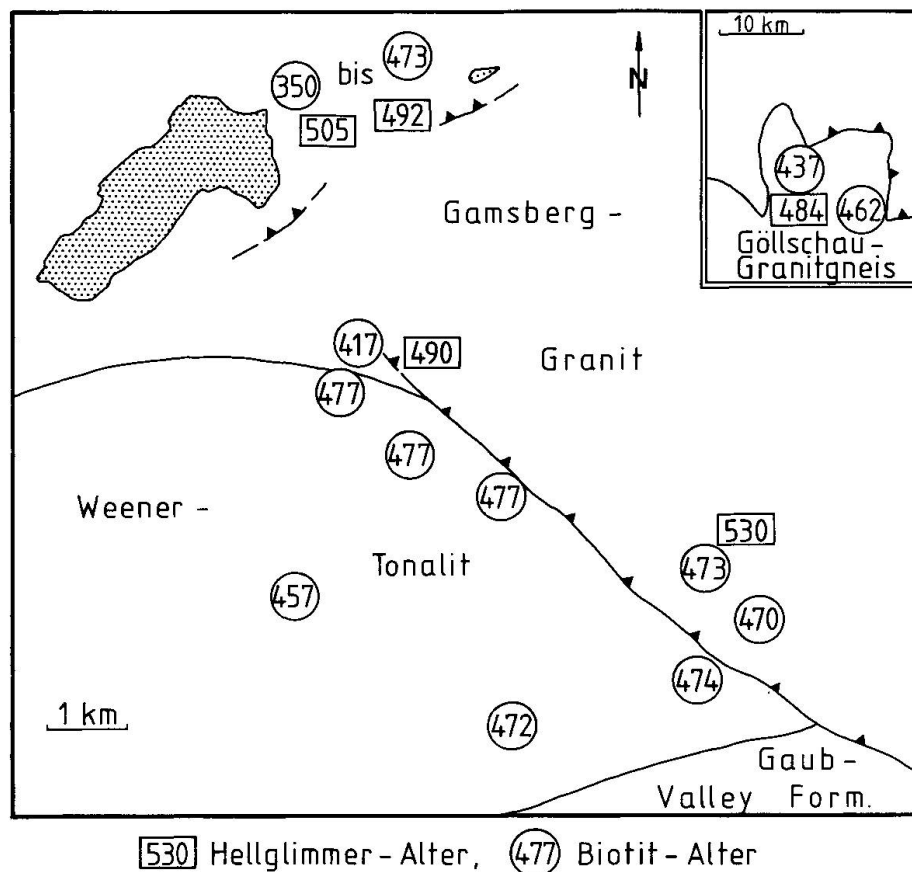 350 bis 473
505 492
N
10 km
437
484 462
Göllschau-
Granitgneis
Gamsberg -
Granit
417 490
477
477
477
Weener -
Tonalit
530
473
457
470
474
472
1 km
Gaub-
Valley Form.
530 Hellglimmer-Alter, 477 Biotit-Alter